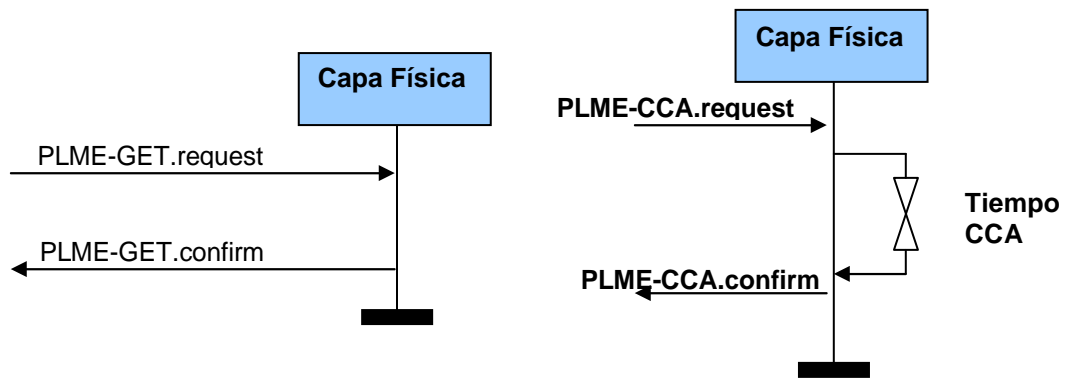 Capa Física
PLME-GET.request
PLME-GET.confirm
Capa Física
PLME-CCA.request
Tiempo
CCA
PLME-CCA.confirm